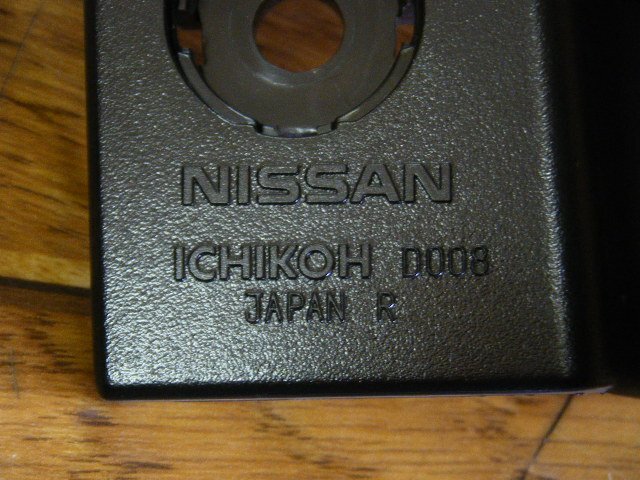 NISSAN
ICHIKOH D008
JAPAN R